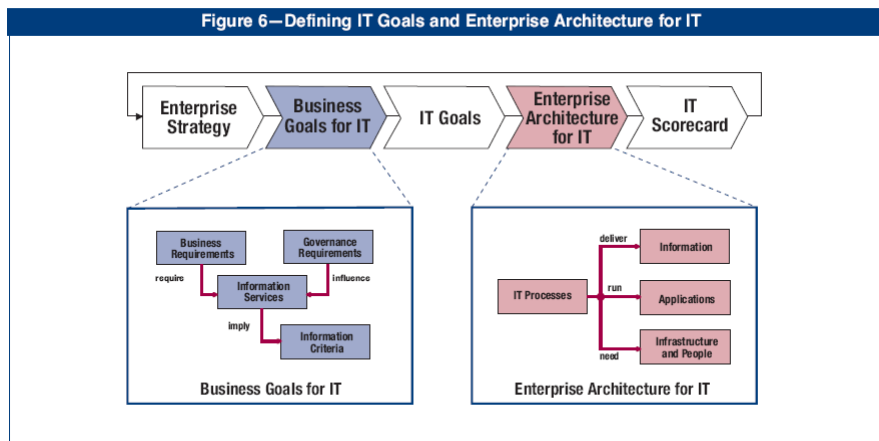 Figure 6—Defining IT Goals and Enterprise Architecture for IT
Enterprise
Strategy
Business
Goals for IT
IT Goals
Enterprise
Architecture
for IT
IT
Scorecard
Business
Requirements
Governance
Requirements
require
influence
Information
Services
imply
Information
Criteria
Business Goals for IT
deliver
Information
IT Processes
run
Applications
need
Infrastructure
and People
Enterprise Architecture for IT